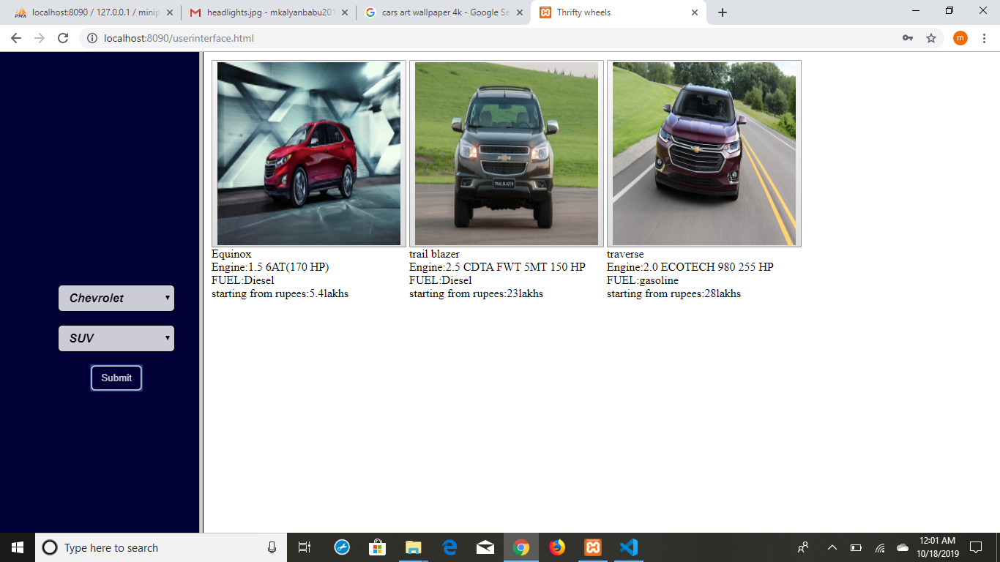 localhost:8090 / 127.0.0.1 / minip
headlights.jpg - mkalyanbabu201
cars art wallpaper 4k - Google Se
Thrifty wheels
localhost:8090/userinterface.html
m
TRAIL BLAZER
Equinox
Engine:1.5 6AT(170 HP)
FUEL:Diesel
starting from rupees:5.4lakhs
trail blazer
Engine:2.5 CDTA FWT 5MT 150 HP
FUEL:Diesel
starting from rupees:23lakhs
traverse
Engine:2.0 ECOTECH 980 255 HP
FUEL:gasoline
starting from rupees:28lakhs
Chevrolet
SUV
Submit
Type here to search
12:01 AM
10/18/2019